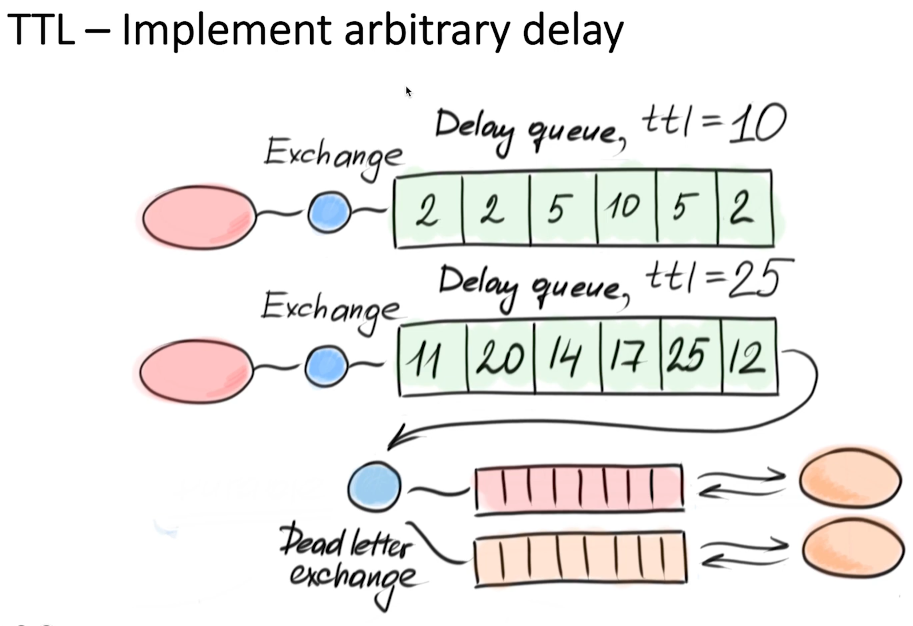 TTL – Implement arbitrary delay
Delay queue, ttl=10
Exchange
2 2 5 10 5 2
Delay queue, ttl=25
Exchange
11 20 14 17 25 12
Dead letter
exchange